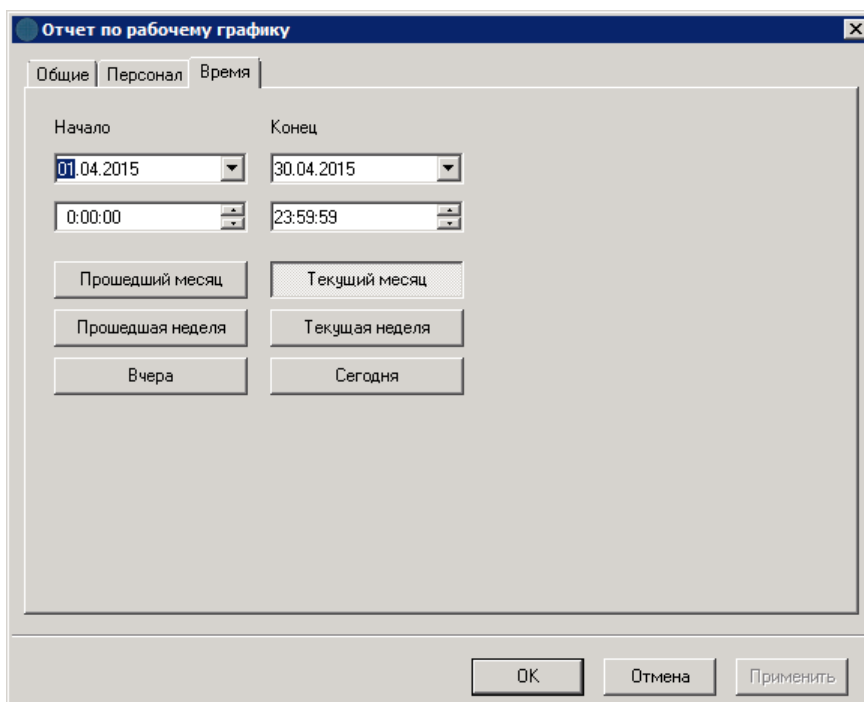 Отчет по рабочему графику
Общие Персонал Время
Начало Конец
01.04.2015 30.04.2015
0:00:00 23:59:59
Прошедший месяц Текущий месяц
Прошедшая неделя Текущая неделя
Вчера Сегодня
OK Отмена Применить